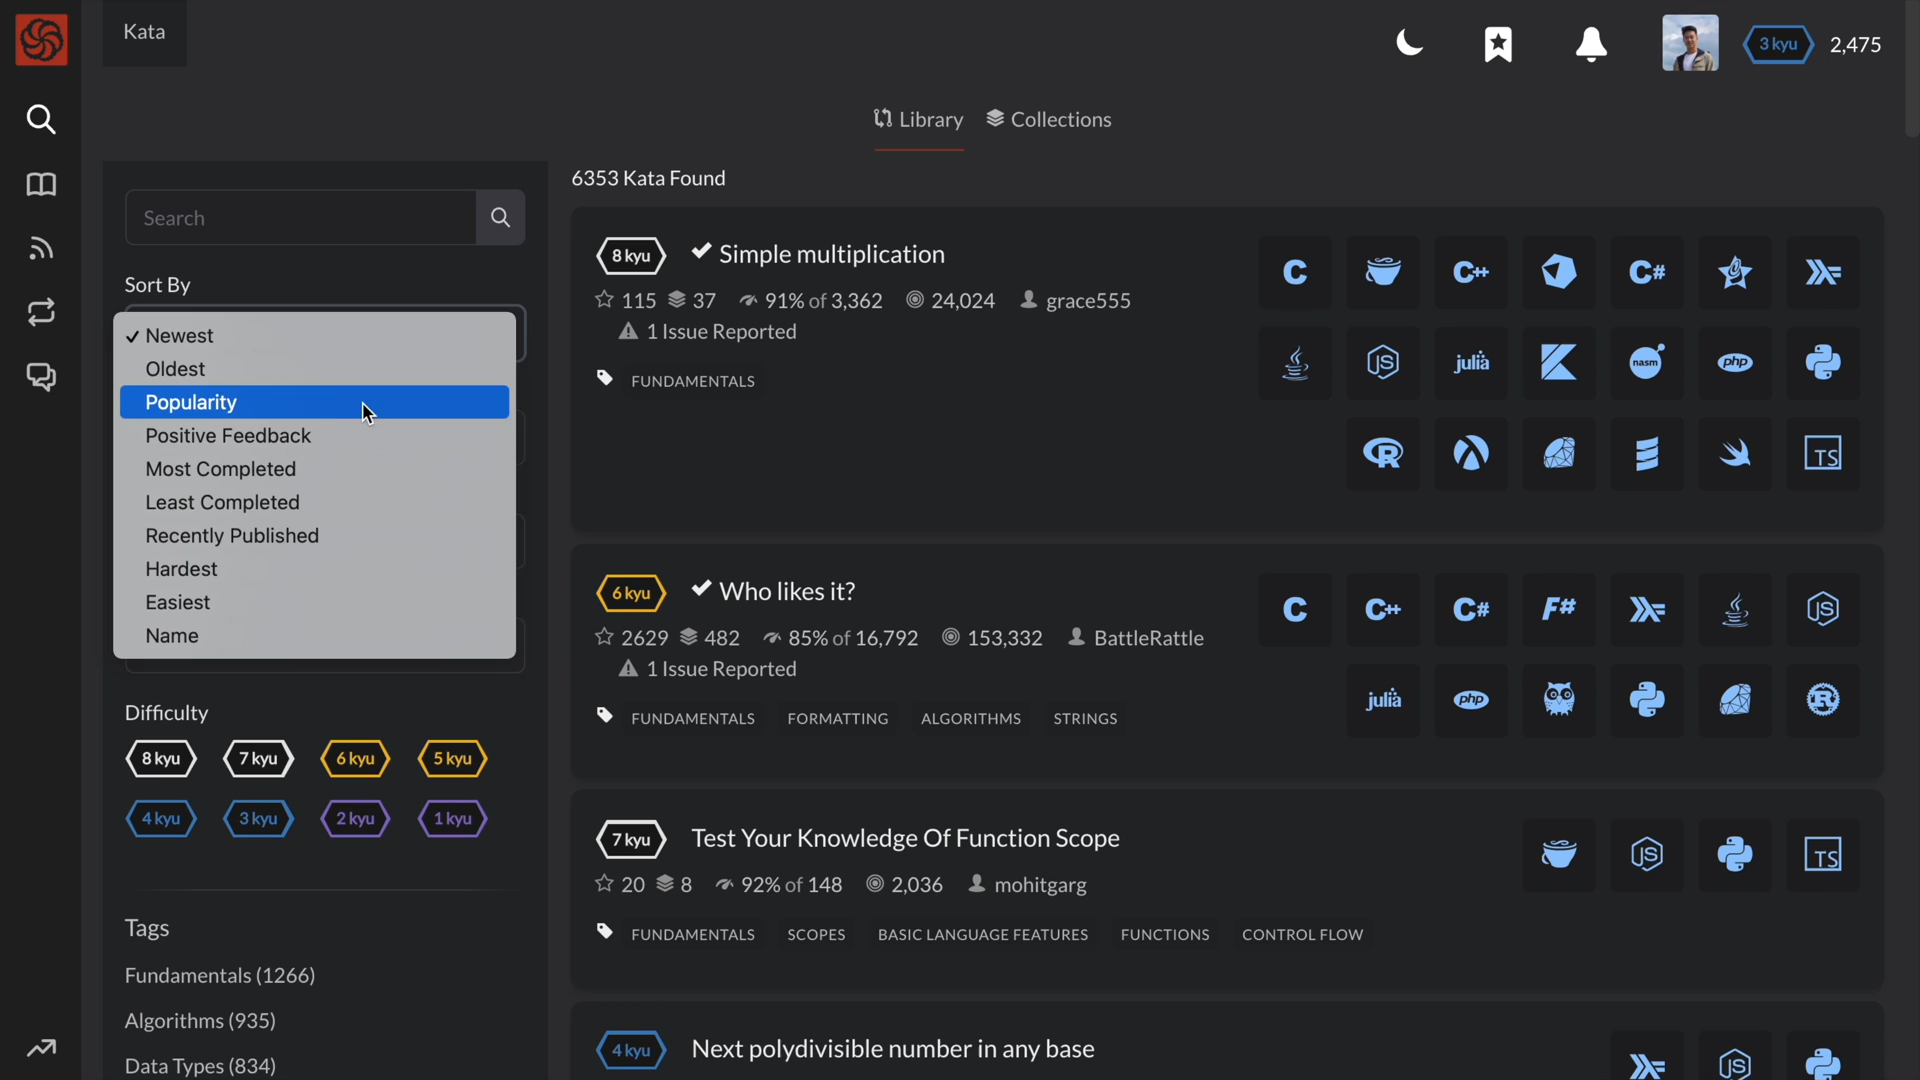 Kata
3 kyu 2,475
Library Collections
Search
Sort By
Newest
Oldest
Popularity
Positive Feedback
Most Completed
Least Completed
Recently Published
Hardest
Easiest
Name
Difficulty
8 kyu 7 kyu 6 kyu 5 kyu
4 kyu 3 kyu 2 kyu 1 kyu
Tags
Fundamentals (1266)
Algorithms (935)
Data Types (834)
6353 Kata Found
8 kyu Simple multiplication
115 37 91% of 3,362 24,024 grace555
1 Issue Reported
FUNDAMENTALS
C C++ C#
JS julia nasm php
R TS
6 kyu Who likes it?
2629 482 85% of 16,792 153,332 BattleRattle
1 Issue Reported
FUNDAMENTALS FORMATTING ALGORITHMS STRINGS
C C++ C# F# JS
julia php R
7 kyu Test Your Knowledge Of Function Scope
20 8 92% of 148 2,036 mohitgarg
FUNDAMENTALS SCOPES BASIC LANGUAGE FEATURES FUNCTIONS CONTROL FLOW
JS TS
4 kyu Next polydivisible number in any base
JS